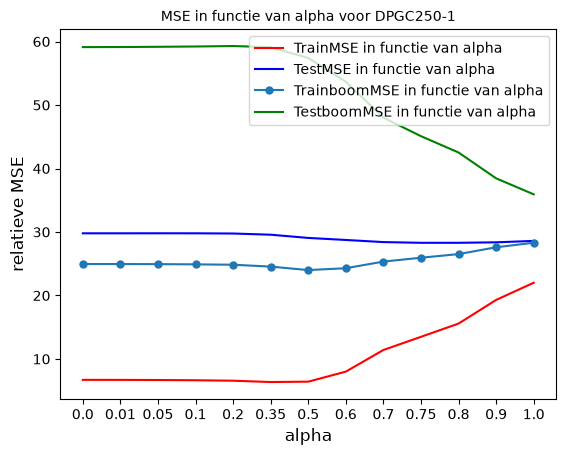 MSE in functie van alpha voor DPGC250-1
TrainMSE in functie van alpha
TestMSE in functie van alpha
TrainboomMSE in functie van alpha
TestboomMSE in functie van alpha
relatieve MSE
60
50
40
30
20
10
0.0 0.01 0.05 0.1 0.2 0.35 0.5 0.6 0.7 0.75 0.8 0.9 1.0
alpha